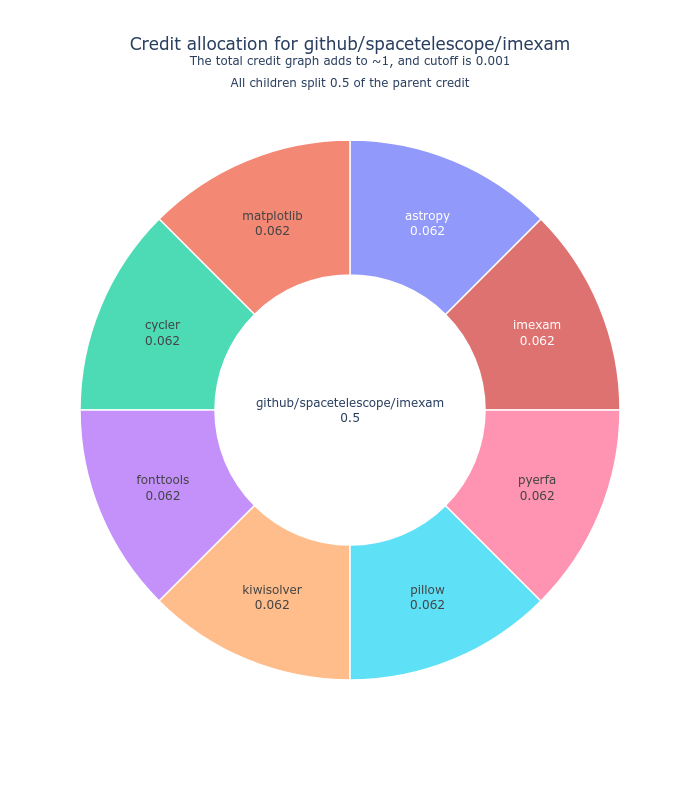 Credit allocation for github/spacetelescope/imexam
The total credit graph adds to ~1, and cutoff is 0.001
All children split 0.5 of the parent credit
matplotlib
0.062
astropy
0.062
cycler
0.062
imexam
0.062
github/spacetelescope/imexam
0.5
fonttools
0.062
pyerfa
0.062
kiwisolver
0.062
pillow
0.062